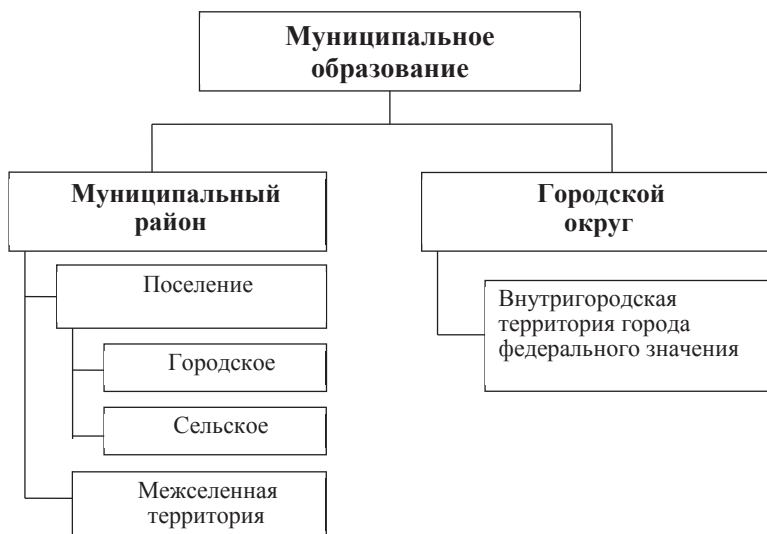 Муниципальное
образование
Муниципальный
район
Поселение
Городское
Сельское
Межселенная
территория
Городской
округ
Внутригородская
территория города
федерального значения